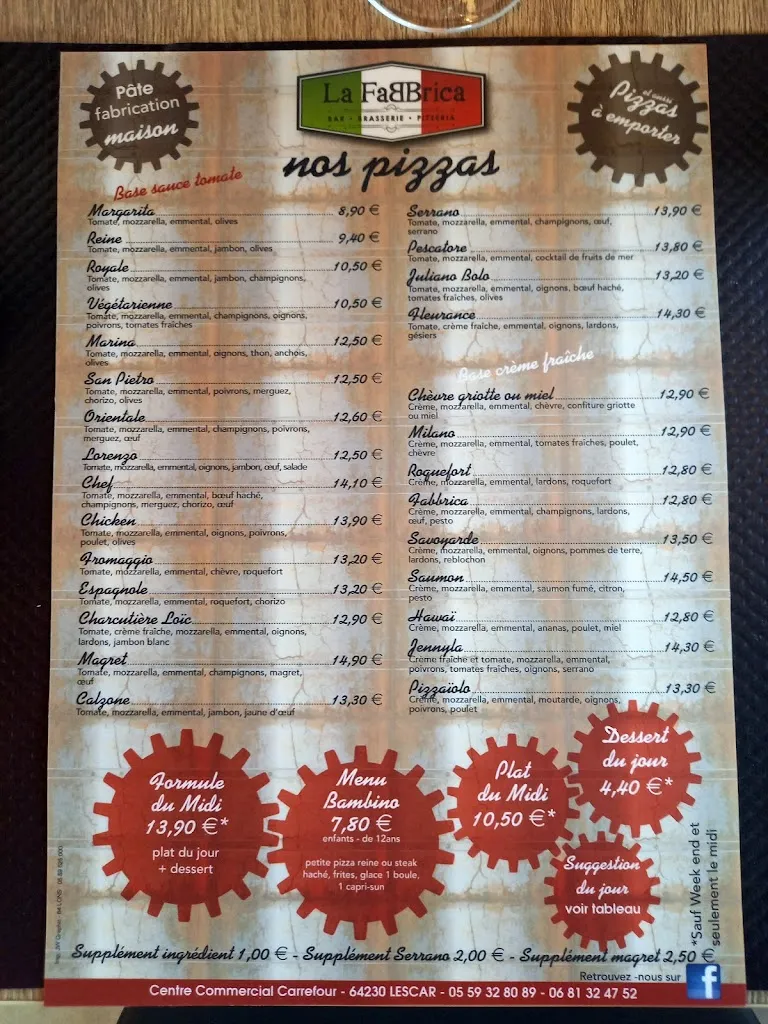 Pâte
fabrication
maison
La FaBBrica
BAR • BRASSERIE • PIZZERIA
et aussi
Pizzas
à emporter
nos pizzas
Base sauce tomate
Margarita 8,90 €
Tomate, mozzarella, emmental, olives
Reine 9,40 €
Tomate, mozzarella, emmental, jambon, olives
Royale 10,50 €
Tomate, mozzarella, emmental, jambon, champignons,
olives
Végétarienne 10,50 €
Tomate, mozzarella, emmental, champignons, oignons,
poivrons, tomates fraîches
Marina 12,50 €
Tomate, mozzarella, emmental, oignons, thon, anchois,
olives
San Pietro 12,50 €
Tomate, mozzarella, emmental, poivrons, merguez,
chorizo, olives
Orientale 12,60 €
Tomate, mozzarella, emmental, champignons, poivrons,
merguez, œuf
Lorenzo 12,50 €
Tomate, mozzarella, emmental, oignons, jambon, œuf, salade
Chef 14,10 €
Tomate, mozzarella, emmental, bœuf haché,
champignons, merguez, chorizo, œuf
Chicken 13,90 €
Tomate, mozzarella, emmental, oignons, poivrons,
poulet, olives
Fromaggio 13,20 €
Tomate, mozzarella, emmental, chèvre, roquefort
Espagnole 13,20 €
Tomate, mozzarella, emmental, roquefort, chorizo
Charcutière Loïc 12,90 €
Tomate, crème fraîche, mozzarella, emmental, oignons,
lardons, jambon blanc
Magret 14,90 €
Tomate, mozzarella, emmental, champignons, magret,
œuf
Calzone 13,30 €
Tomate, mozzarella, emmental, jambon, jaune d'œuf
Serrano 13,90 €
Tomate, mozzarella, emmental, champignons, œuf,
serrano
Pescatore 13,80 €
Tomate, mozzarella, emmental, cocktail de fruits de mer
Juliano Bolo 13,20 €
Tomate, mozzarella, emmental, oignons, bœuf haché,
tomates fraîches, olives
Fleurance 14,30 €
Tomate, crème fraîche, emmental, oignons, lardons,
gésiers
Base crème fraîche
Chèvre griotte ou miel 12,90 €
Crème, mozzarella, emmental, chèvre, confiture griotte
ou miel
Milano 12,90 €
Crème, mozzarella, emmental, tomates fraîches, poulet,
chèvre
Roquefort 12,80 €
Crème, mozzarella, emmental, lardons, roquefort
Fabbrica 12,80 €
Crème, mozzarella, emmental, champignons, lardons,
œuf, pesto
Savoyarde 13,50 €
Crème, mozzarella, emmental, oignons, pommes de terre,
lardons, reblochon
Saumon 14,50 €
Crème, mozzarella, emmental, saumon fumé, citron,
pesto
Hawaï 12,80 €
Crème, mozzarella, emmental, ananas, poulet, miel
Jennyla 14,30 €
Crème fraîche et tomate, mozzarella, emmental,
poivrons, tomates fraîches, oignons, serrano
Pizzaïolo 13,30 €
Crème, mozzarella, emmental, moutarde, oignons,
poivrons, poulet
Formule
du Midi
13,90 €*
plat du jour
+ dessert
Menu
Bambino
7,80 €
enfants - de 12ans
petite pizza reine ou steak
haché, frites, glace 1 boule,
1 capri-sun
Plat
du Midi
10,50 €*
Dessert
du jour
4,40 €*
Suggestion
du jour
voir tableau
*Sauf Week end et
seulement le midi
Supplément ingrédient 1,00 € - Supplément Serrano 2,00 € - Supplément magret 2,50 €
Retrouvez -nous sur
f
Centre Commercial Carrefour - 64230 LESCAR - 05 59 32 80 89 - 06 81 32 47 52